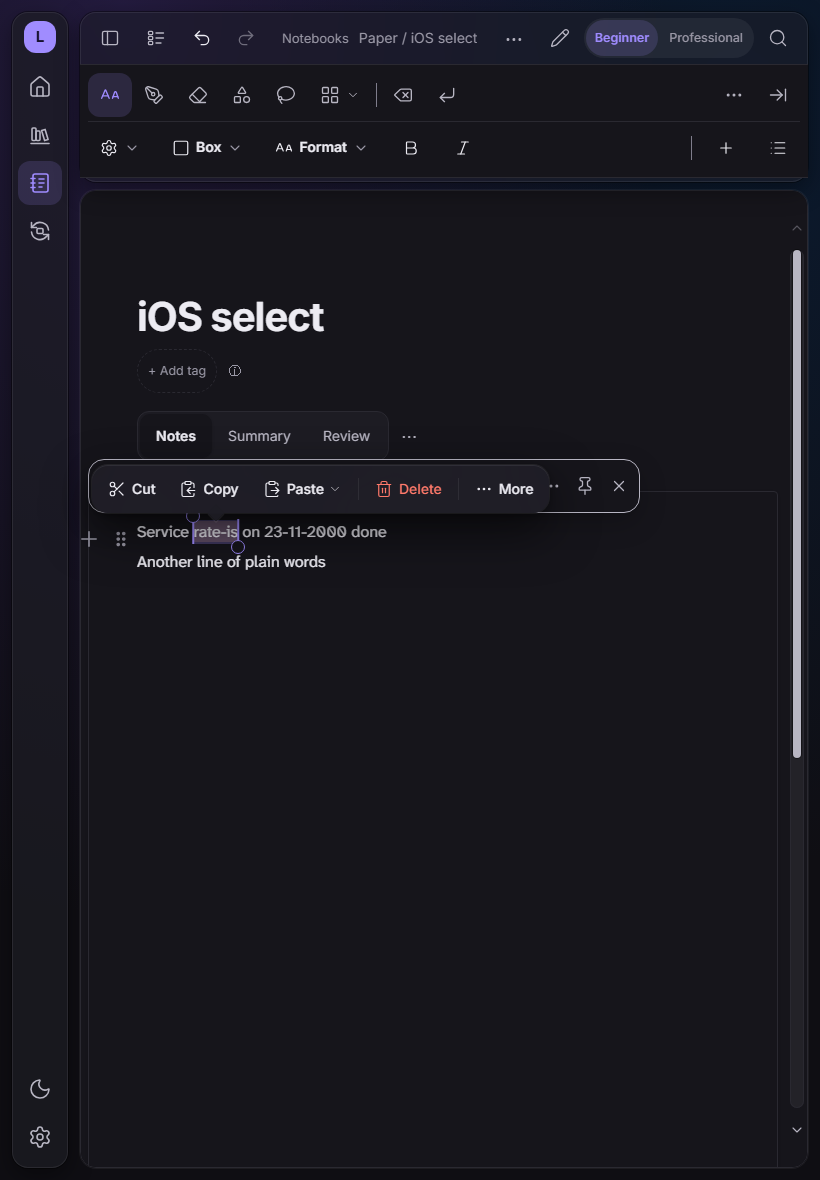 L
Notebooks Paper / iOS select
Beginner Professional
Box Format B I
iOS select
+ Add tag
Notes Summary Review
Cut Copy Paste Delete More
Service rate-is on 23-11-2000 done
Another line of plain words